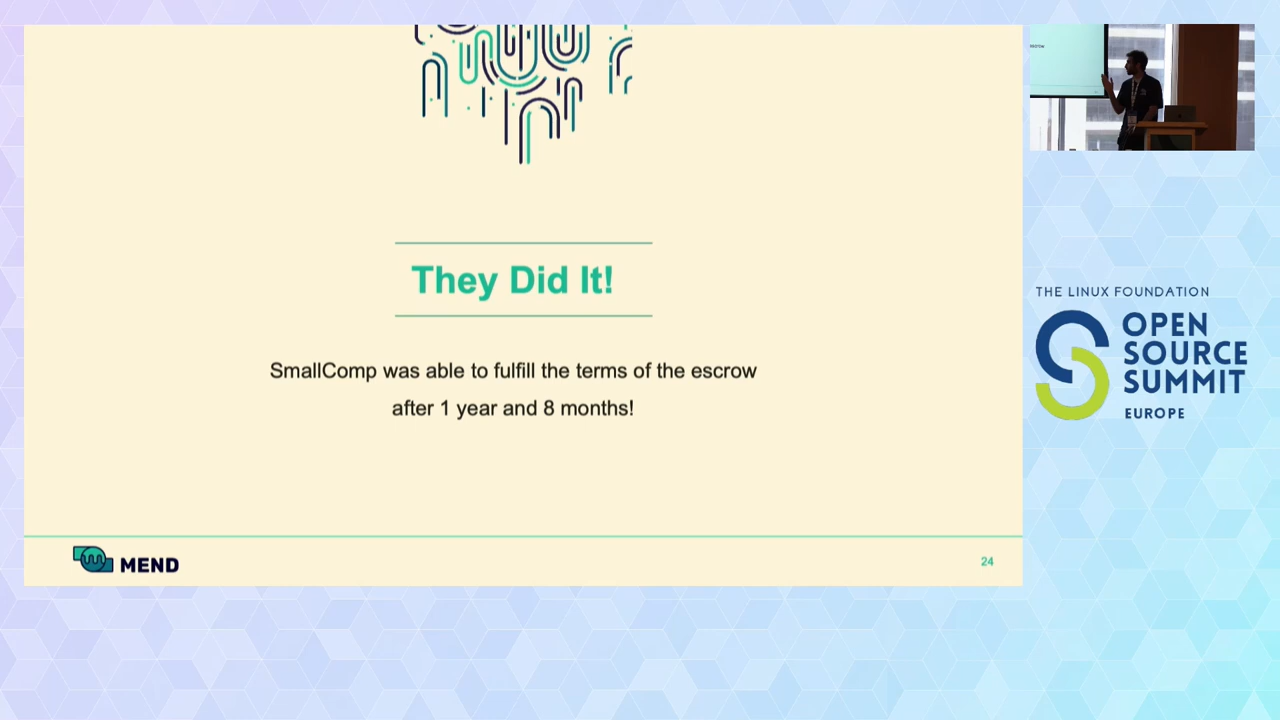 They Did It!
SmallComp was able to fulfill the terms of the escrow
after 1 year and 8 months!
MEND
24
THE LINUX FOUNDATION
OPEN
SOURCE
SUMMIT
EUROPE